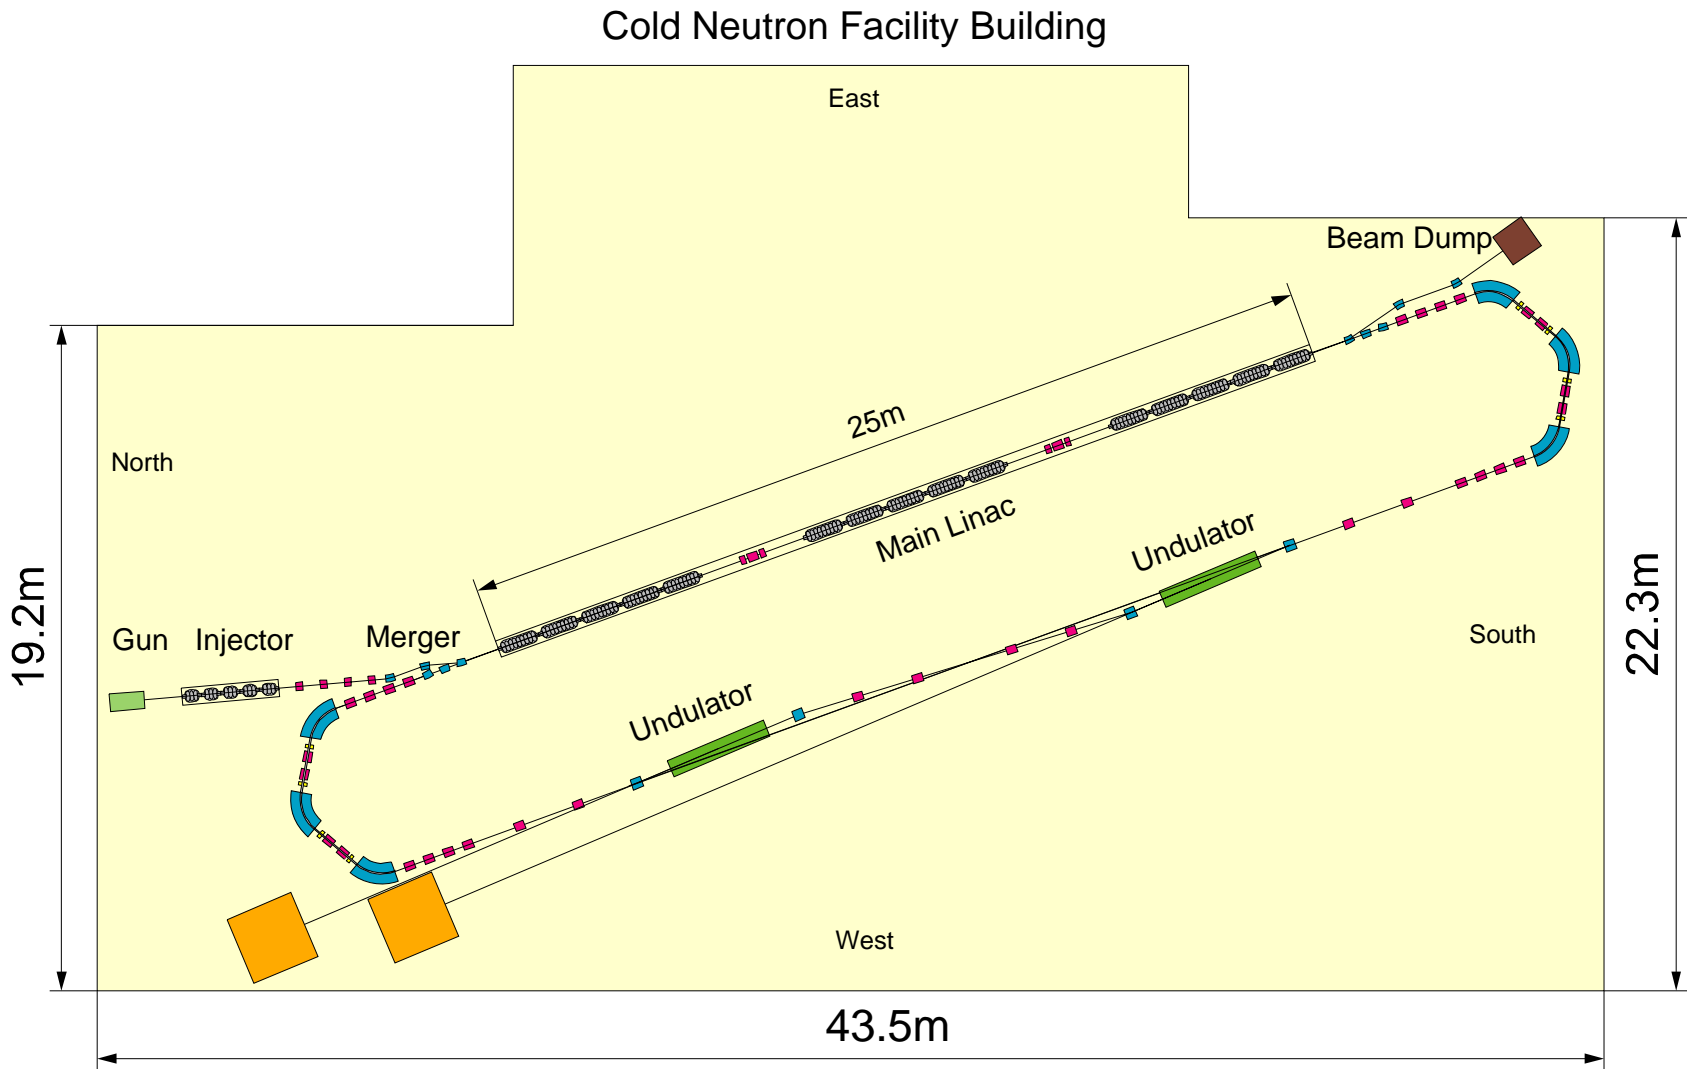 Cold Neutron Facility Building
East
Beam Dump
25m
North
Main Linac
Undulator
19.2m
22.3m
Gun
Injector
Merger
South
Undulator
West
43.5m